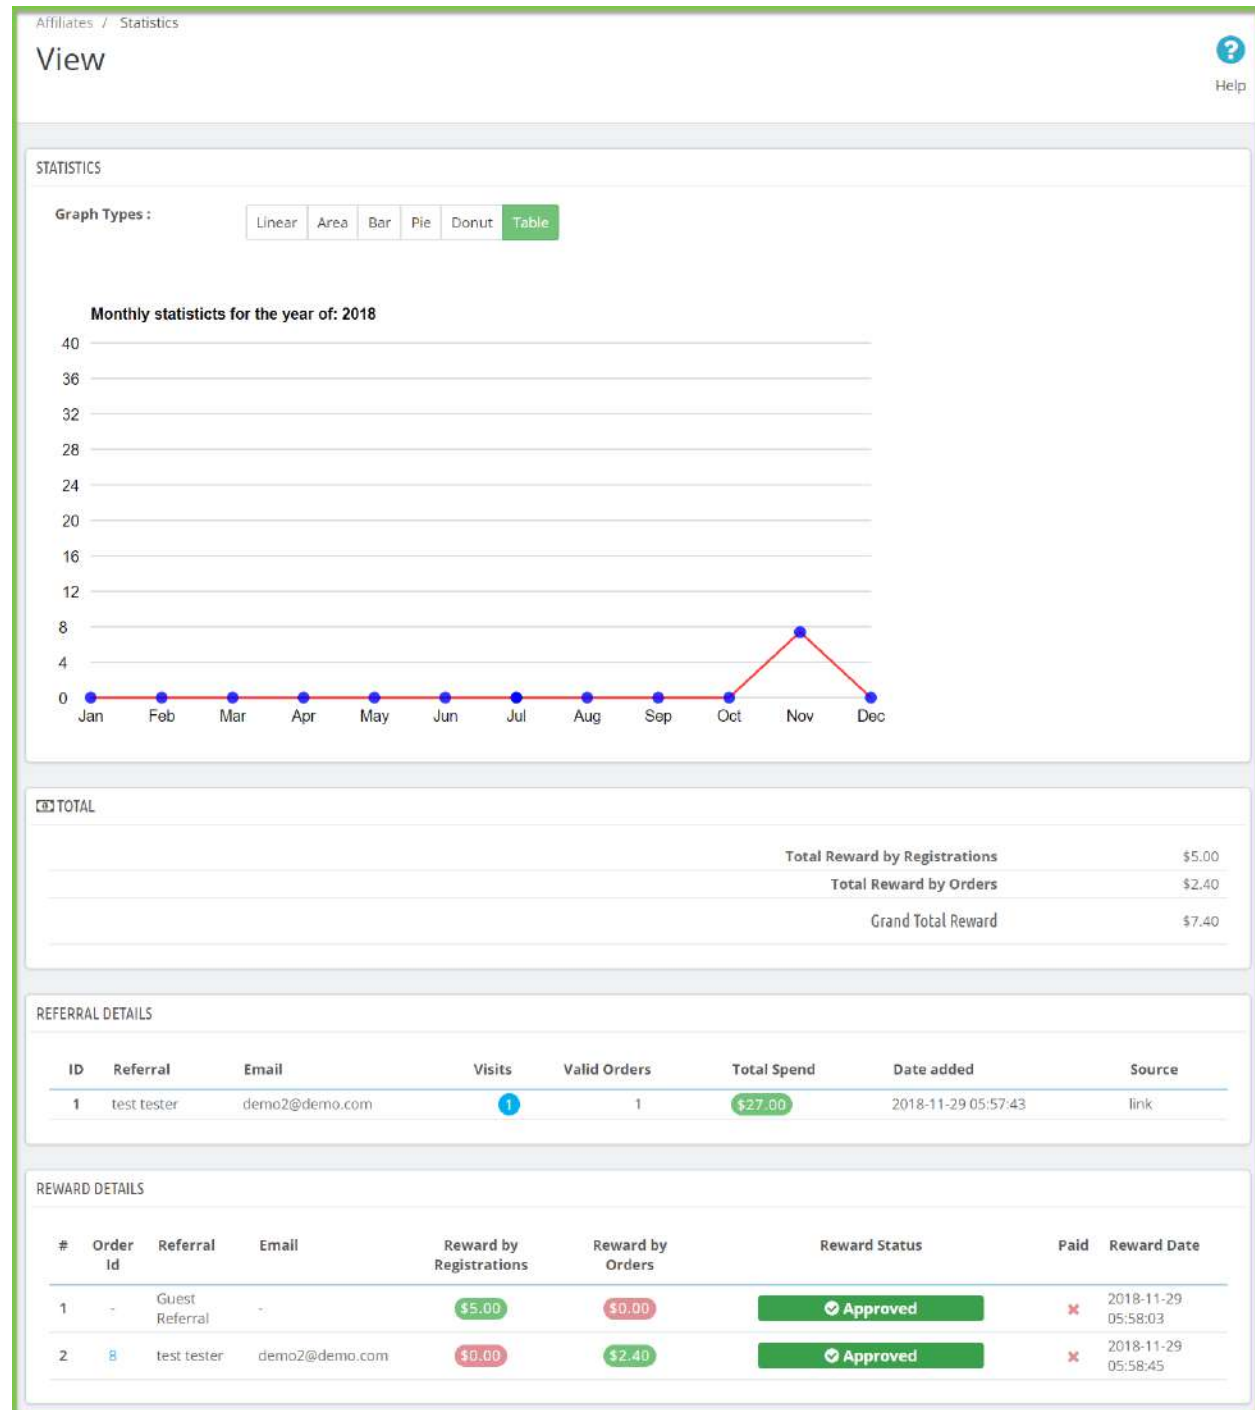 Affiliates / Statistics
View
Help
STATISTICS
Graph Types :
Linear Area Bar Pie Donut Table
Monthly statisticts for the year of: 2018
40
36
32
28
24
20
16
12
8
4
0
Jan Feb Mar Apr May Jun Jul Aug Sep Oct Nov Dec
TOTAL
Total Reward by Registrations $5.00
Total Reward by Orders $2.40
Grand Total Reward $7.40
REFERRAL DETAILS
ID Referral Email Visits Valid Orders Total Spend Date added Source
1 test tester demo2@demo.com 1 1 $27.00 2018-11-29 05:57:43 link
REWARD DETAILS
# Order Referral Email Reward by Reward by Reward Status Paid Reward Date
Id Registrations Orders
1 - Guest - $5.00 $0.00 Approved 2018-11-29
Referral 05:58:03
2 8 test tester demo2@demo.com $0.00 $2.40 Approved 2018-11-29
05:58:45